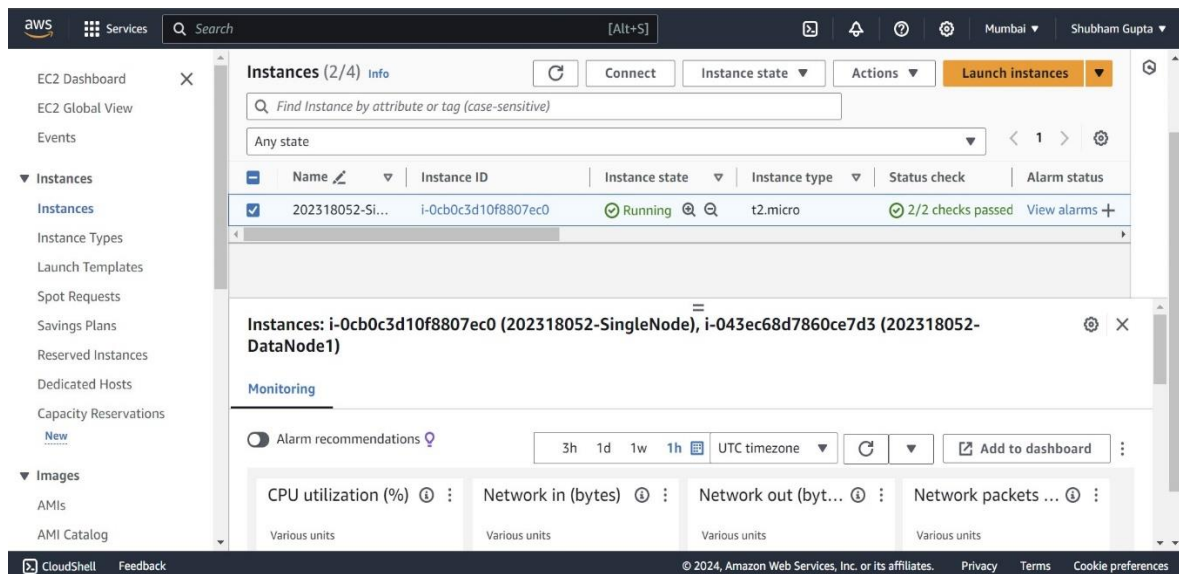 aws Services Search [Alt+S] Mumbai Shubham Gupta
EC2 Dashboard
EC2 Global View
Events
Instances
Instances
Instance Types
Launch Templates
Spot Requests
Savings Plans
Reserved Instances
Dedicated Hosts
Capacity Reservations
New
Images
AMIs
AMI Catalog
Instances (2/4) Info Connect Instance state Actions Launch instances
Find Instance by attribute or tag (case-sensitive)
Any state 1
Name Instance ID Instance state Instance type Status check Alarm status
202318052-Si... i-0cb0c3d10f8807ec0 Running t2.micro 2/2 checks passed View alarms +
Instances: i-0cb0c3d10f8807ec0 (202318052-SingleNode), i-043ec68d7860ce7d3 (202318052-
DataNode1)
Monitoring
Alarm recommendations 3h 1d 1w 1h UTC timezone Add to dashboard
CPU utilization (%) Network in (bytes) Network out (byt... Network packets ...
Various units Various units Various units Various units
CloudShell Feedback © 2024, Amazon Web Services, Inc. or its affiliates. Privacy Terms Cookie preferences